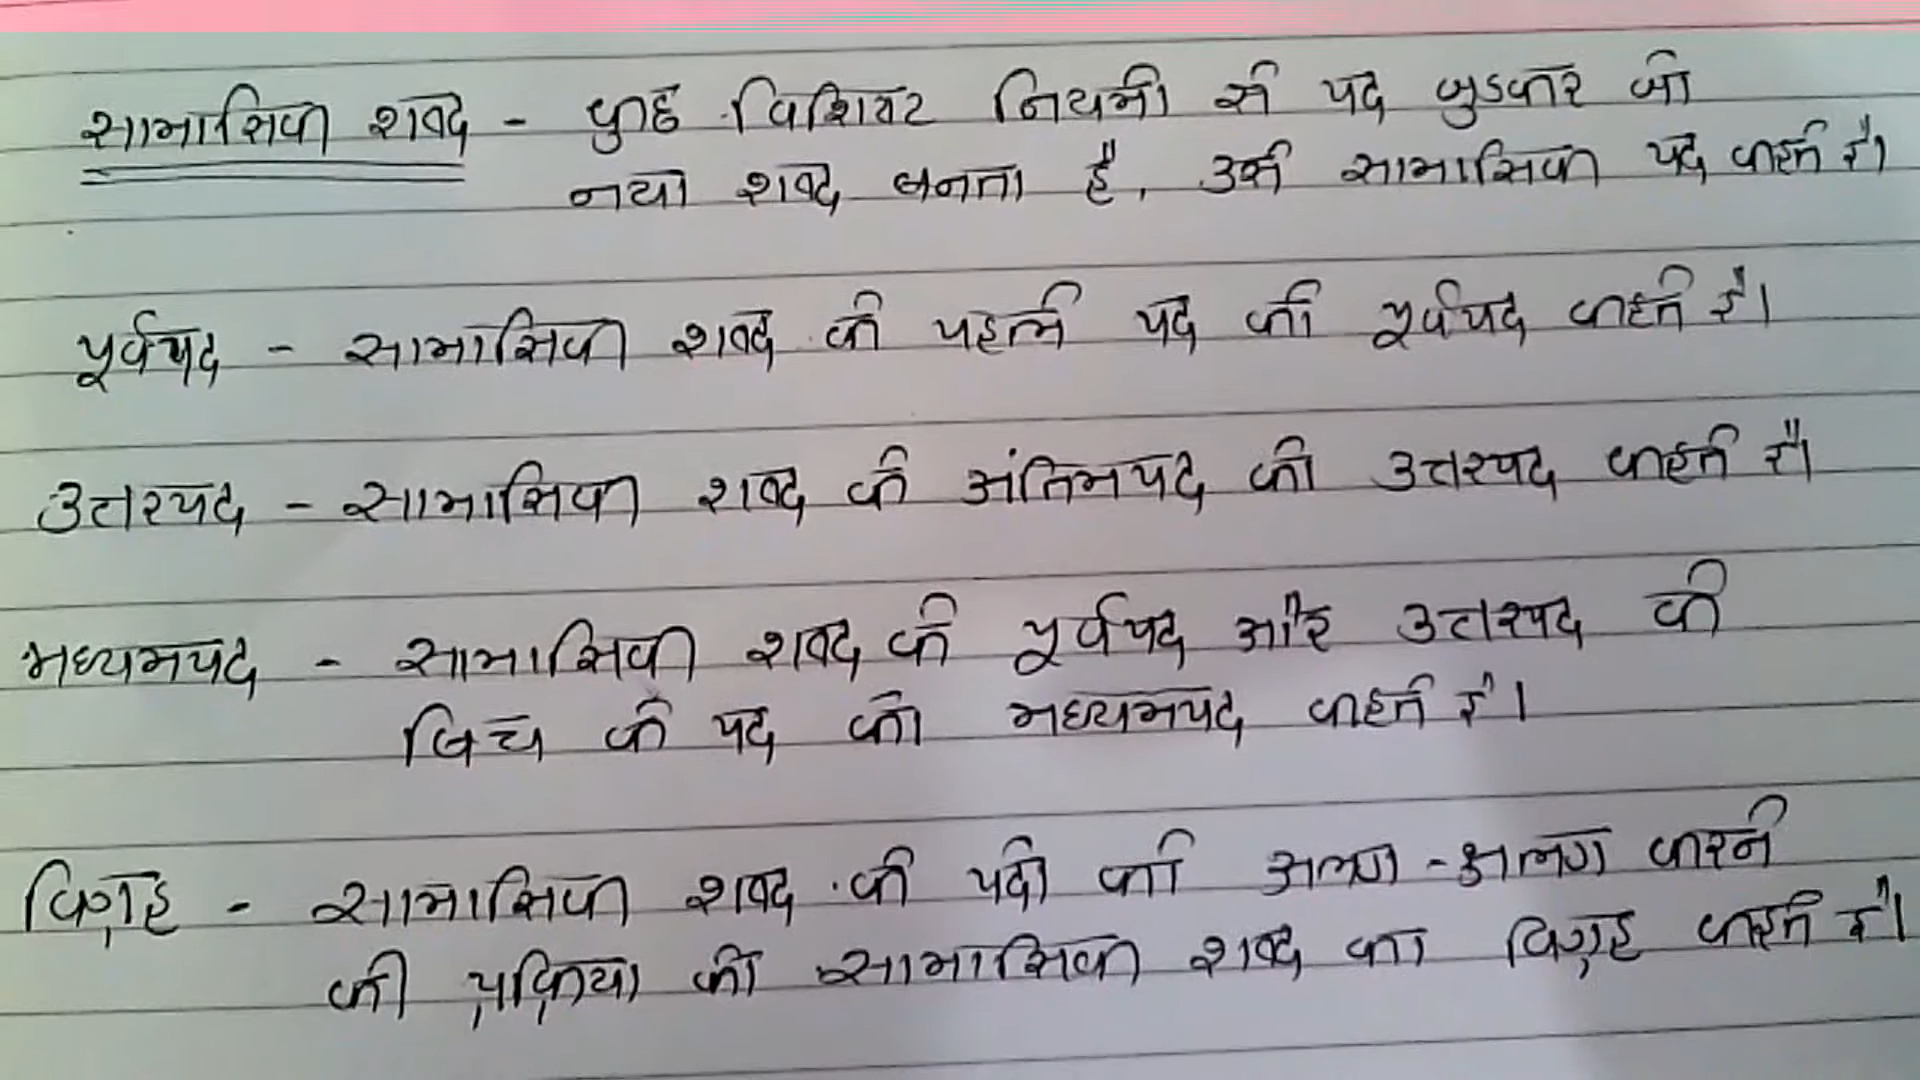 सामासिक शब्द - कुछ विशिष्ट नियमों से पद जुडकार जो
नया शब्द बनता है, उसे सामासिक पद कहते है।
पूर्वपद - सामासिक शब्द के पहले पद को पूर्वपद कहते है।
उत्तरपद - सामासिक शब्द के अंतिमपद को उत्तरपद कहते है।
मध्यमपद - सामासिक शब्द के पूर्वपद और उत्तरपद के
बिच के पद को मध्यमपद कहते है।
विग्रह - सामासिक शब्द के पदो को अलग - अलग करने
की प्रक्रिया को सामासिक शब्द का विग्रह कहते है।